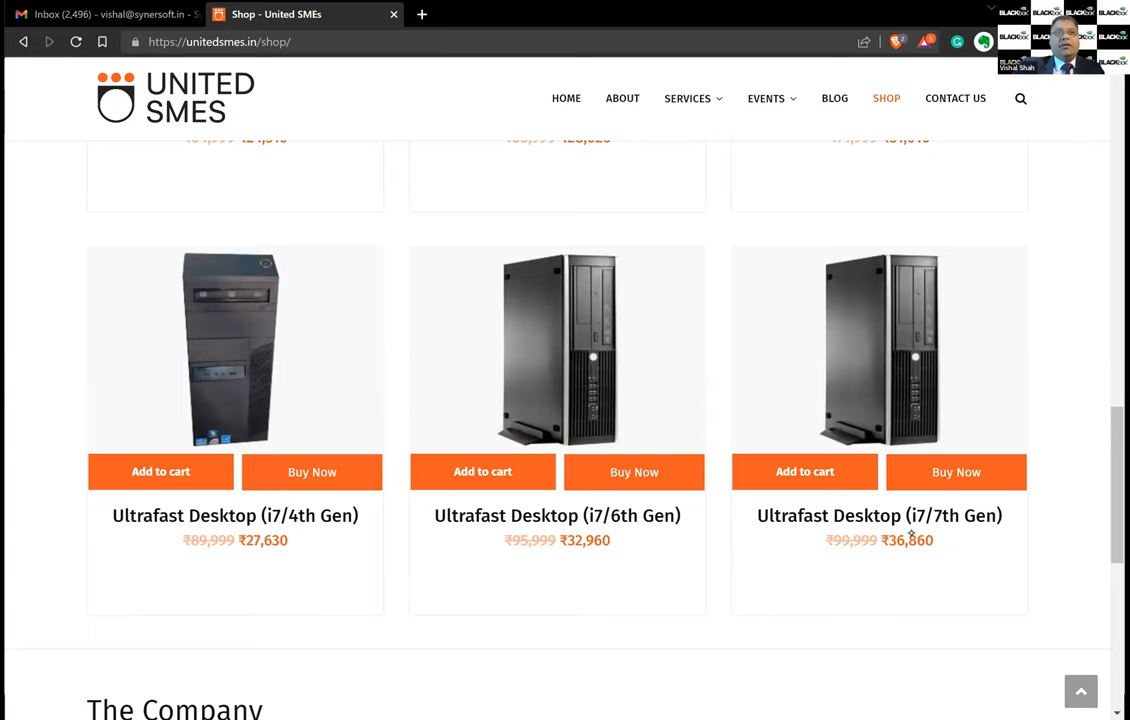 Inbox (2,496) - vishal@synersoft.in - S
Shop - United SMEs
https://unitedsmes.in/shop/
2
5
BLACKbox
Vishal Shah
UNITED
SMES
HOME
ABOUT
SERVICES
EVENTS
BLOG
SHOP
CONTACT US
Add to cart
Buy Now
Add to cart
Buy Now
Add to cart
Buy Now
Ultrafast Desktop (i7/4th Gen)
₹89,999 ₹27,630
Ultrafast Desktop (i7/6th Gen)
₹95,999 ₹32,960
Ultrafast Desktop (i7/7th Gen)
₹99,999 ₹36,860
The Company